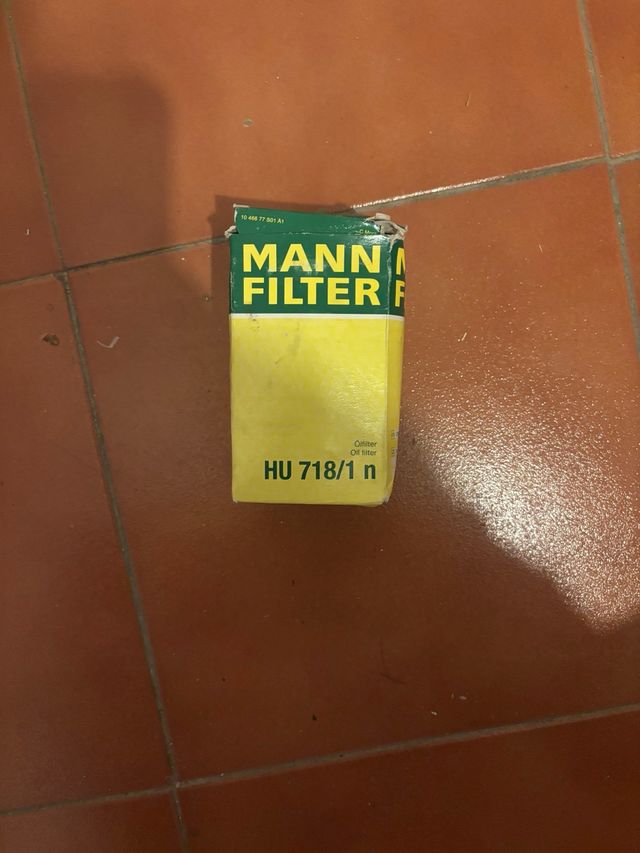 10 466 77 S01 A1
MANN
FILTER
Ölfilter
Oil filter
HU 718/1 n